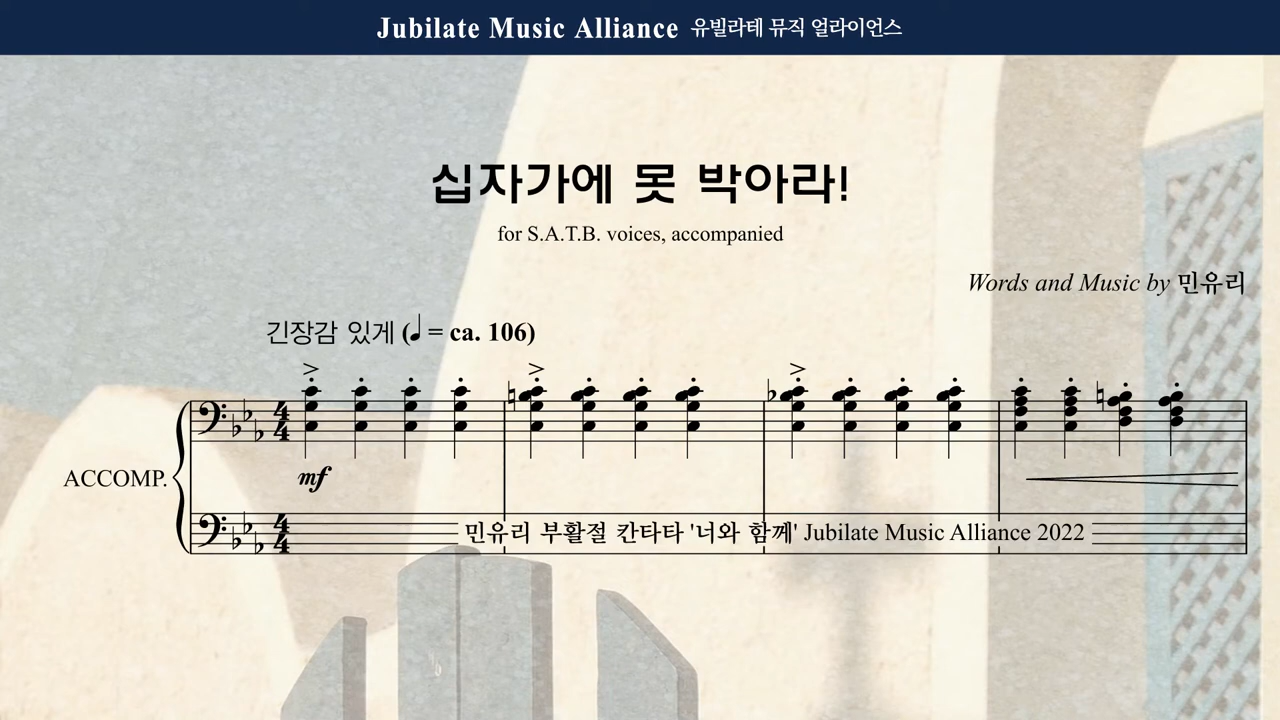 Jubilate Music Alliance 유빌라테 뮤직 얼라이언스
십자가에 못 박아라!
for S.A.T.B. voices, accompanied
Words and Music by 민유리
긴장감 있게 (♩ = ca. 106)
mf
ACCOMP.
민유리 부활절 칸타타 '너와 함께' Jubilate Music Alliance 2022